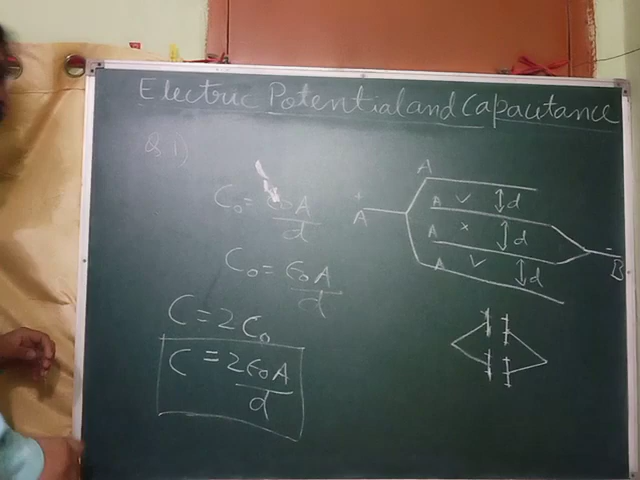 Electric Potential and Capacitance
Q.1)
C₀ = ε₀A/d
C₀ = ε₀A/d
C = 2C₀
C = 2ε₀A/d
A
+
A
A ✓ d
A × d
A ✓ d
-
B